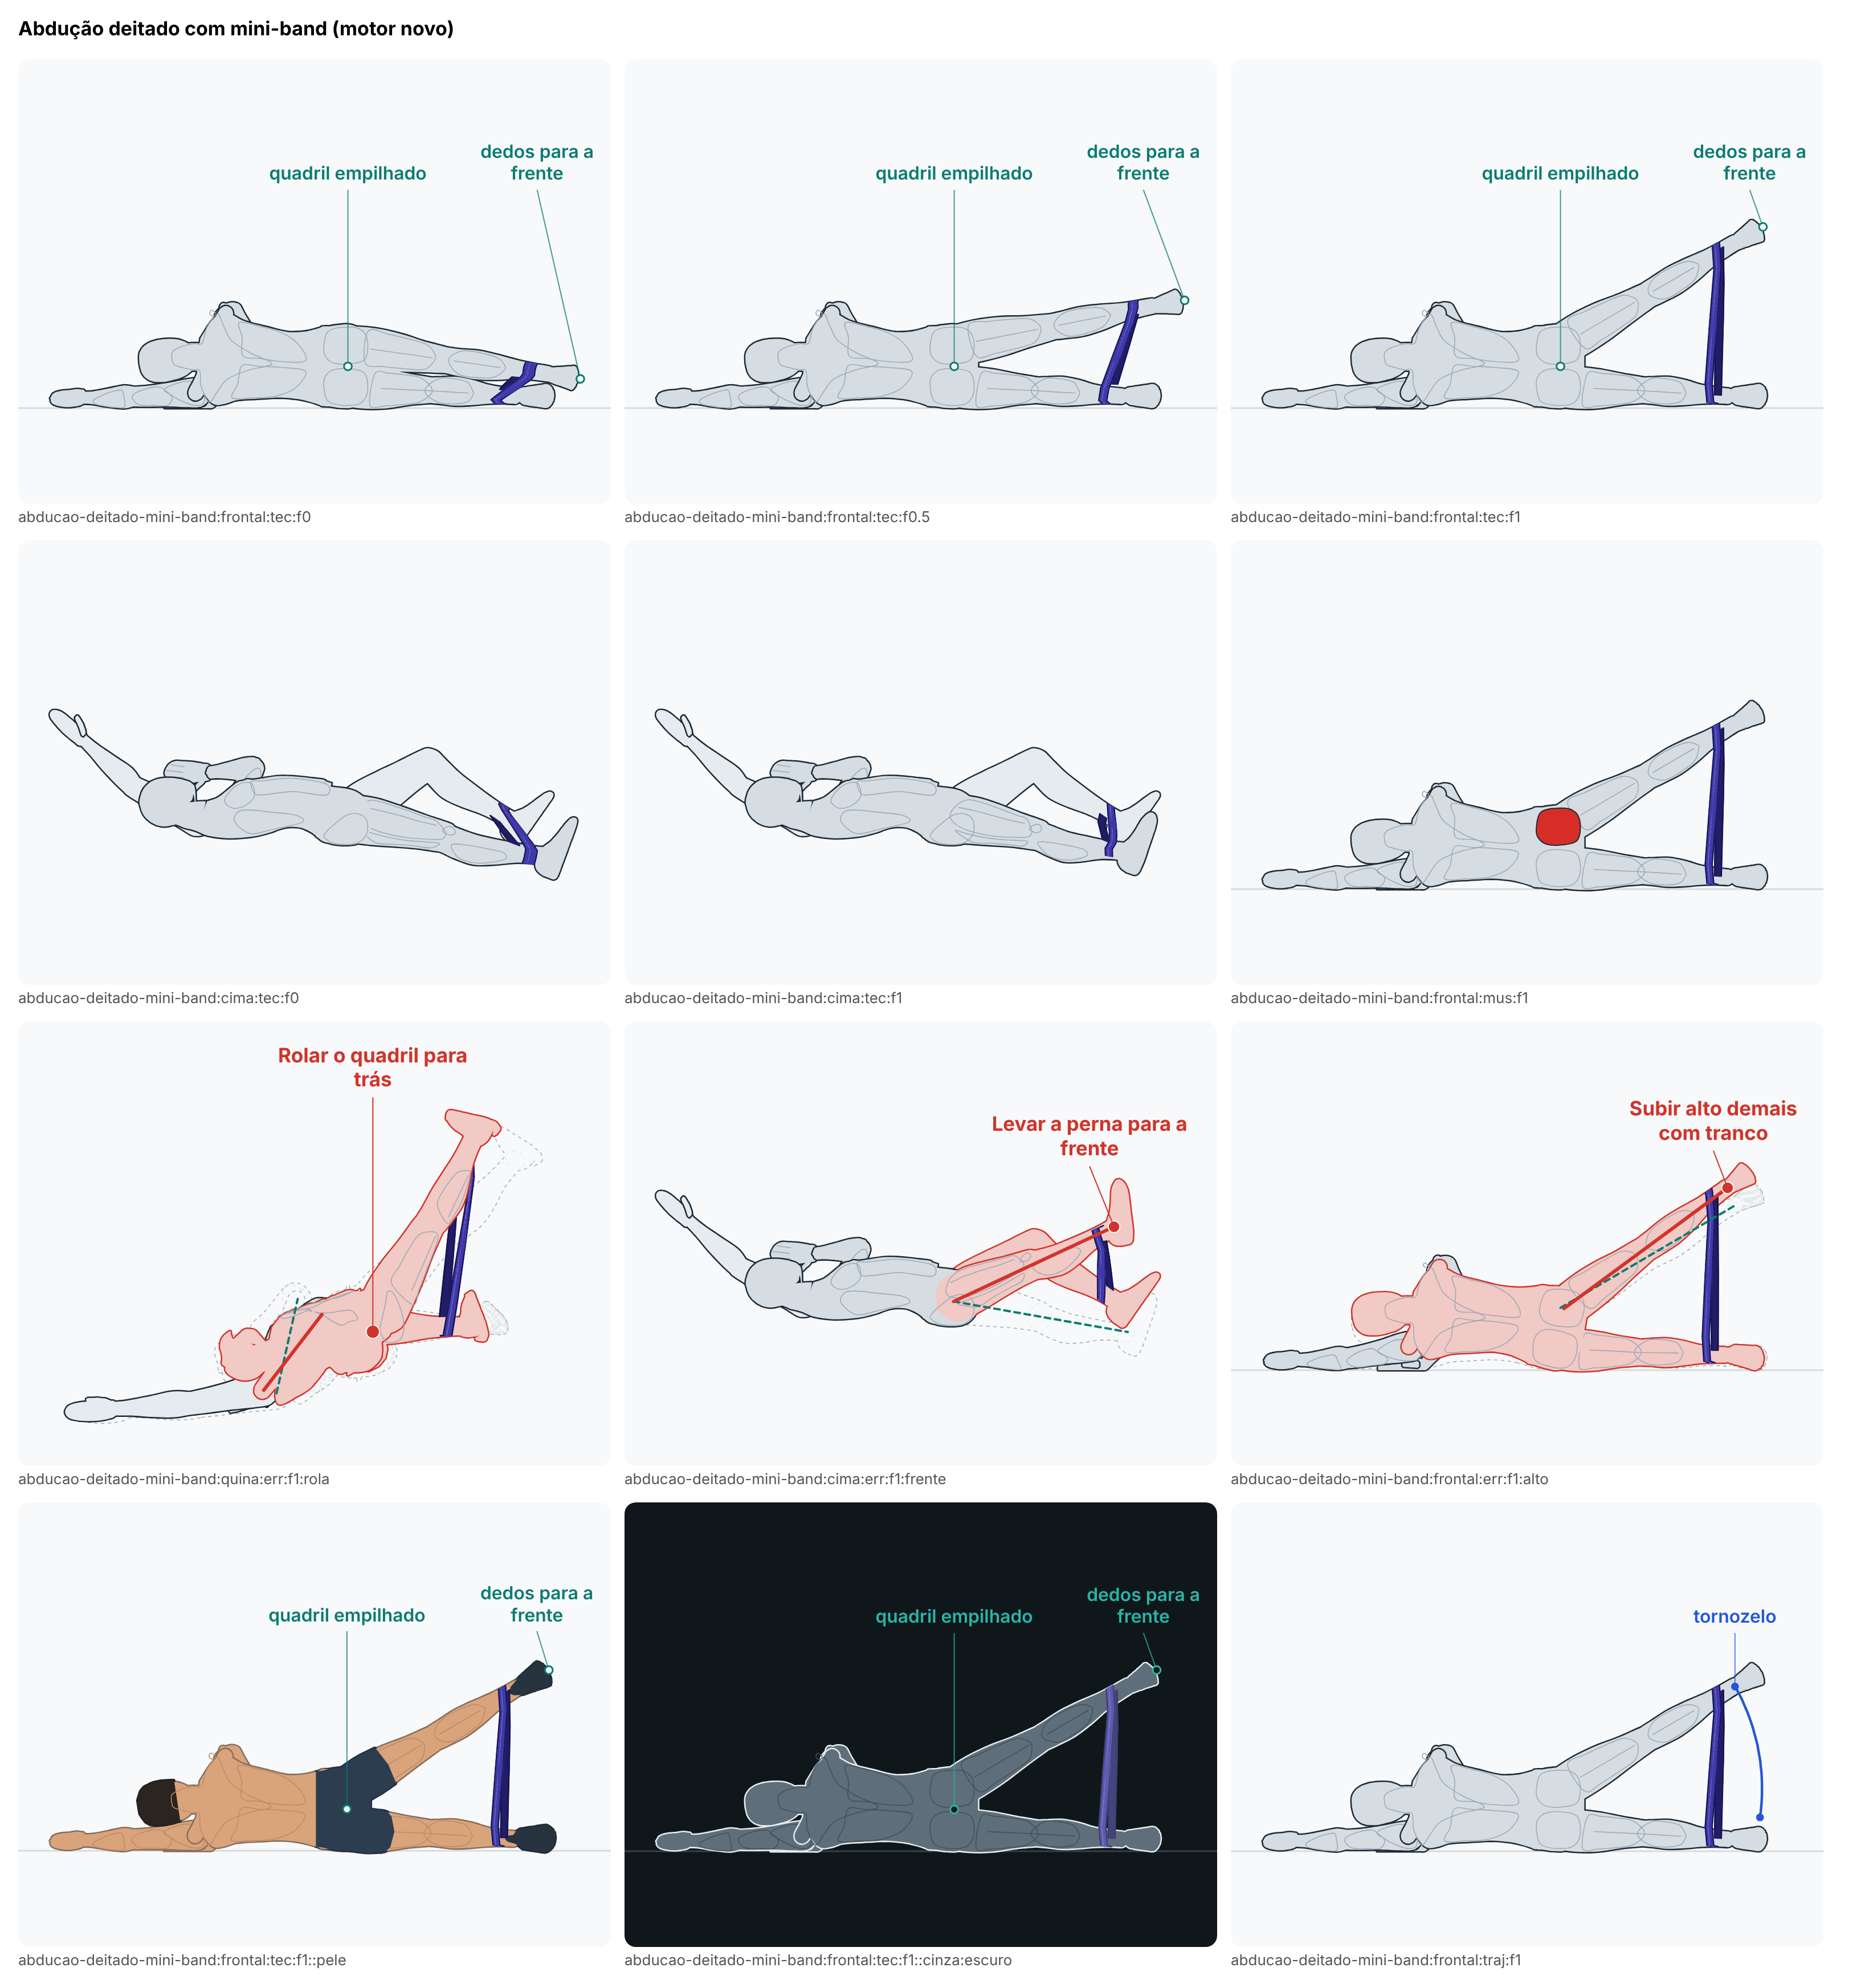 Abdução deitado com mini-band (motor novo)
quadril empilhado
dedos para a
frente
quadril empilhado
dedos para a
frente
quadril empilhado
dedos para a
frente
abducao-deitado-mini-band:frontal:tec:f0
abducao-deitado-mini-band:frontal:tec:f0.5
abducao-deitado-mini-band:frontal:tec:f1
abducao-deitado-mini-band:cima:tec:f0
abducao-deitado-mini-band:cima:tec:f1
abducao-deitado-mini-band:frontal:mus:f1
Rolar o quadril para
trás
Levar a perna para a
frente
Subir alto demais
com tranco
abducao-deitado-mini-band:quina:err:f1:rola
abducao-deitado-mini-band:cima:err:f1:frente
abducao-deitado-mini-band:frontal:err:f1:alto
quadril empilhado
dedos para a
frente
quadril empilhado
dedos para a
frente
tornozelo
abducao-deitado-mini-band:frontal:tec:f1::pele
abducao-deitado-mini-band:frontal:tec:f1::cinza:escuro
abducao-deitado-mini-band:frontal:traj:f1